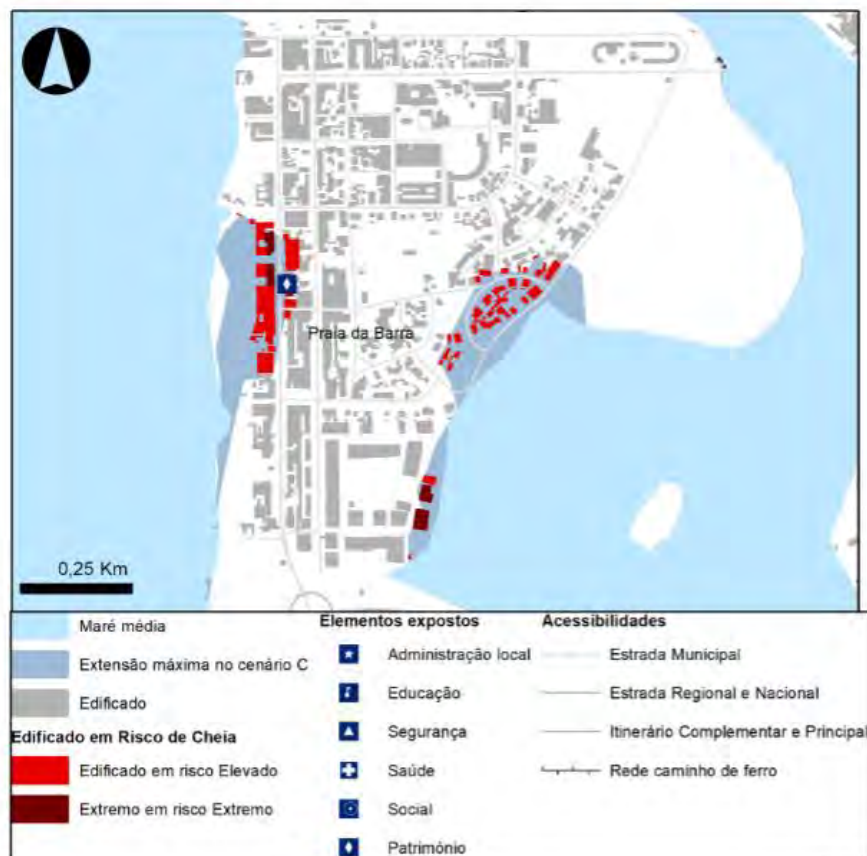 Praia da Barra
0,25 Km
Maré média
Extensão máxima no cenário C
Edificado
Edificado em Risco de Cheia
Edificado em risco Elevado
Extremo em risco Extremo
Elementos expostos
Administração local
Educação
Segurança
Saúde
Social
Património
Acessibilidades
Estrada Municipal
Estrada Regional e Nacional
Itinerário Complementar e Principal
Rede caminho de ferro